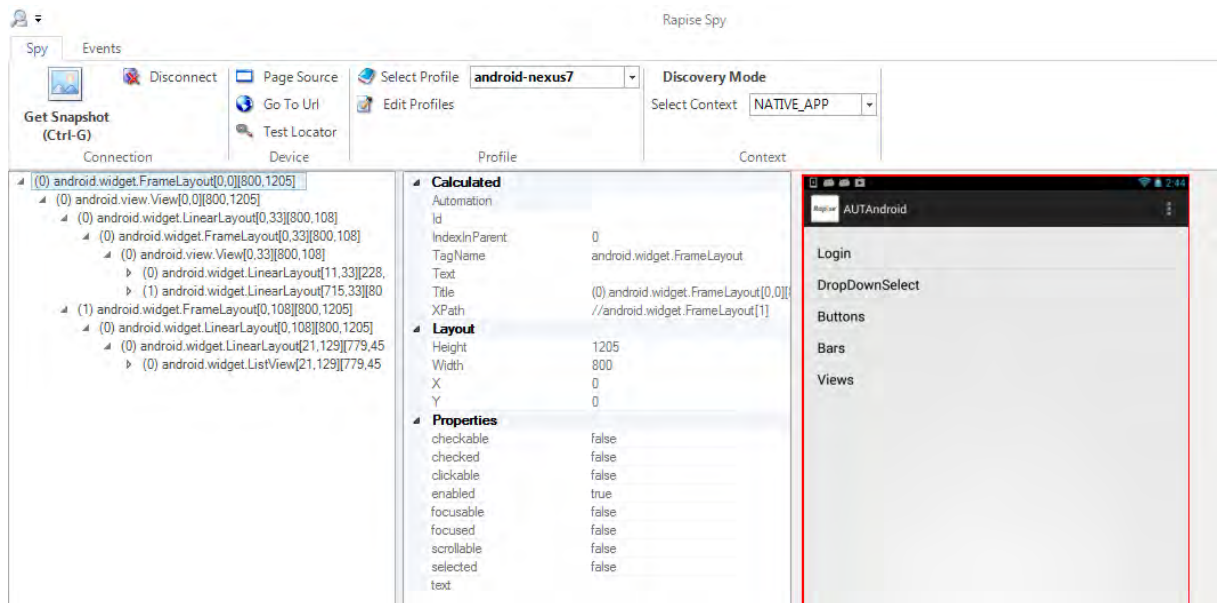 Rapise Spy
Spy Events
Get Snapshot
(Ctrl-G)
Disconnect
Connection
Page Source
Go To Url
Test Locator
Device
Select Profile android-nexus7
Edit Profiles
Profile
Discovery Mode
Select Context NATIVE_APP
Context
(0) android.widget.FrameLayout[0,0][800,1205]
(0) android.view.View[0,0][800,1205]
(0) android.widget.LinearLayout[0,33][800,108]
(0) android.widget.FrameLayout[0,33][800,108]
(0) android.view.View[0,33][800,108]
(0) android.widget.LinearLayout[11,33][228,
(1) android.widget.LinearLayout[715,33][80
(1) android.widget.FrameLayout[0,108][800,1205]
(0) android.widget.LinearLayout[0,108][800,1205]
(0) android.widget.LinearLayout[21,129][779,45
(0) android.widget.ListView[21,129][779,45
Calculated
Automation
Id
IndexInParent 0
TagName android.widget.FrameLayout
Text
Title (0) android.widget.FrameLayout[0,0][8
XPath //android.widget.FrameLayout[1]
Layout
Height 1205
Width 800
X 0
Y 0
Properties
checkable false
checked false
clickable false
enabled true
focusable false
focused false
scrollable false
selected false
text
2:44
Rapise AUTAndroid
Login
DropDownSelect
Buttons
Bars
Views